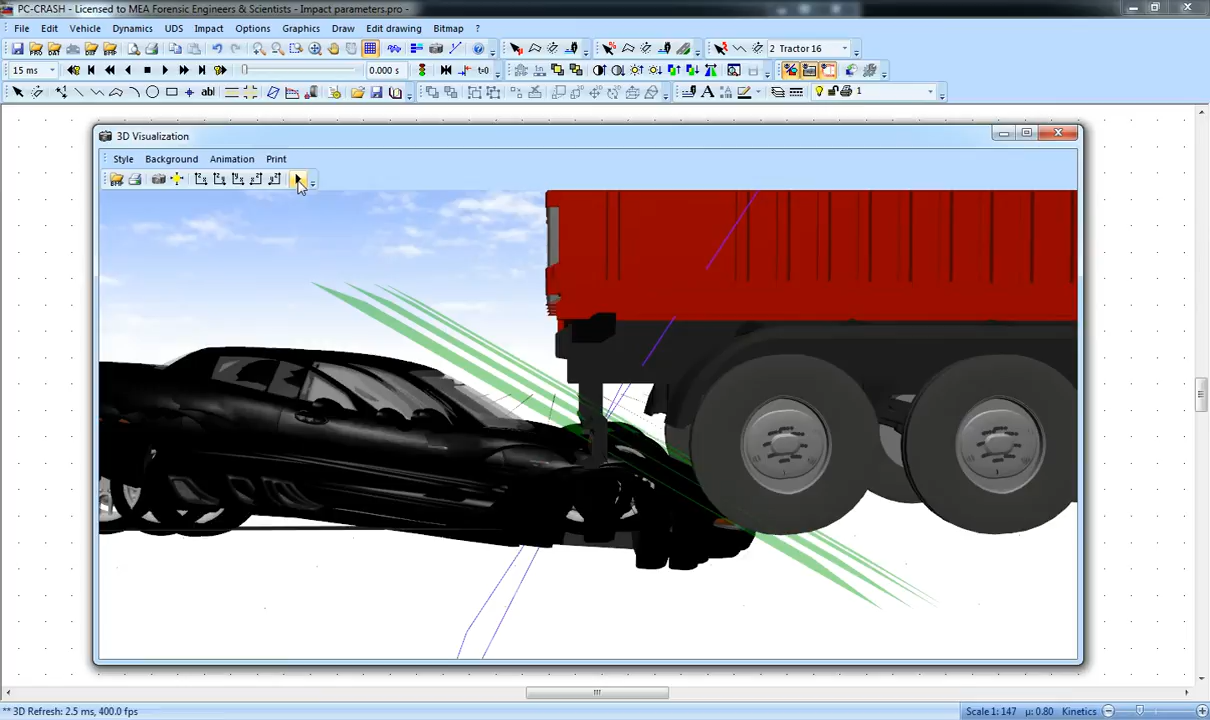 PC-CRASH - Licensed to MEA Forensic Engineers & Scientists - Impact parameters.pro -
File Edit Vehicle Dynamics UDS Impact Options Graphics Draw Edit drawing Bitmap ?
2 Tractor 16
15 ms 0.000 s t=0
abl 1
3D Visualization
Style Background Animation Print
** 3D Refresh: 2.5 ms, 400.0 fps Scale 1: 147 µ: 0.80 Kinetics